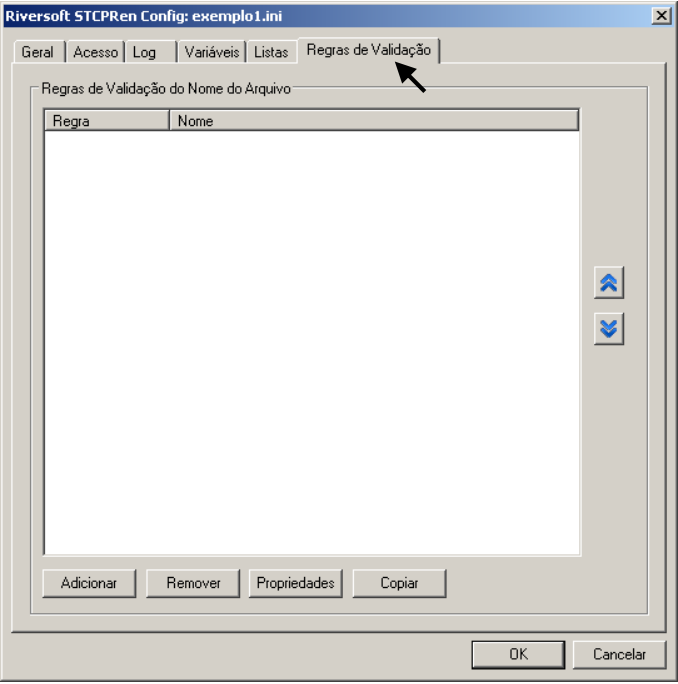 Riversoft STCPRen Config: exemplo1.ini
Geral Acesso Log Variáveis Listas Regras de Validação
Regras de Validação do Nome do Arquivo
Regra Nome
Adicionar Remover Propriedades Copiar
OK Cancelar